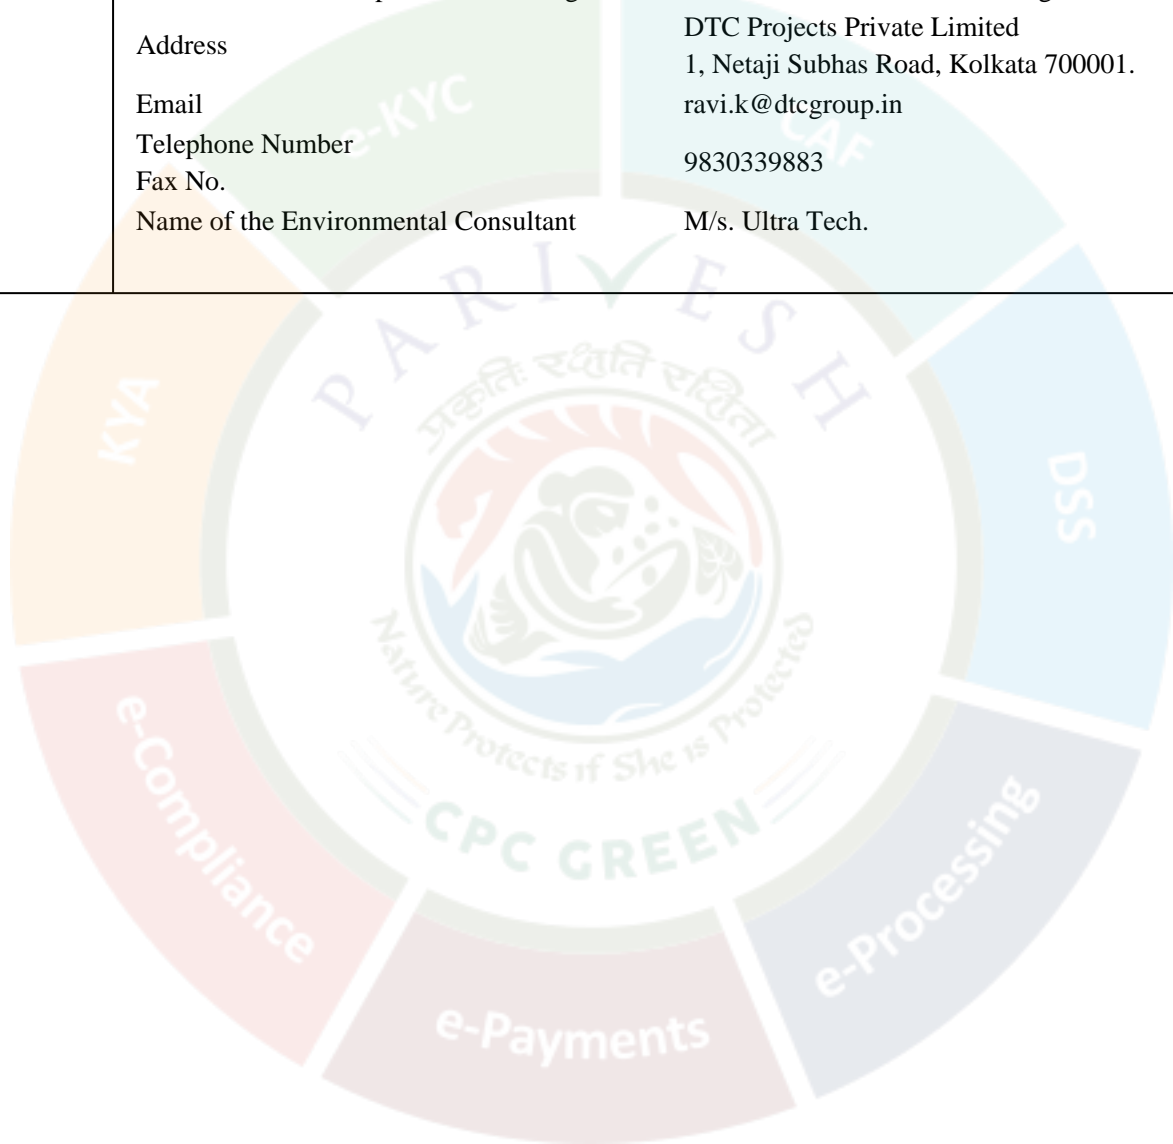 Address
DTC Projects Private Limited
1, Netaji Subhas Road, Kolkata 700001.
Email
ravi.k@dtcgroup.in
Telephone Number
Fax No.
9830339883
Name of the Environmental Consultant
M/s. Ultra Tech.
e-KYC
CAF
KYA
DSS
PARIVESH
प्रकृतिः रक्षति रक्षिता
Nature Protects if She is Protected
CPC GREEN
e-Compliance
e-Processing
e-Payments